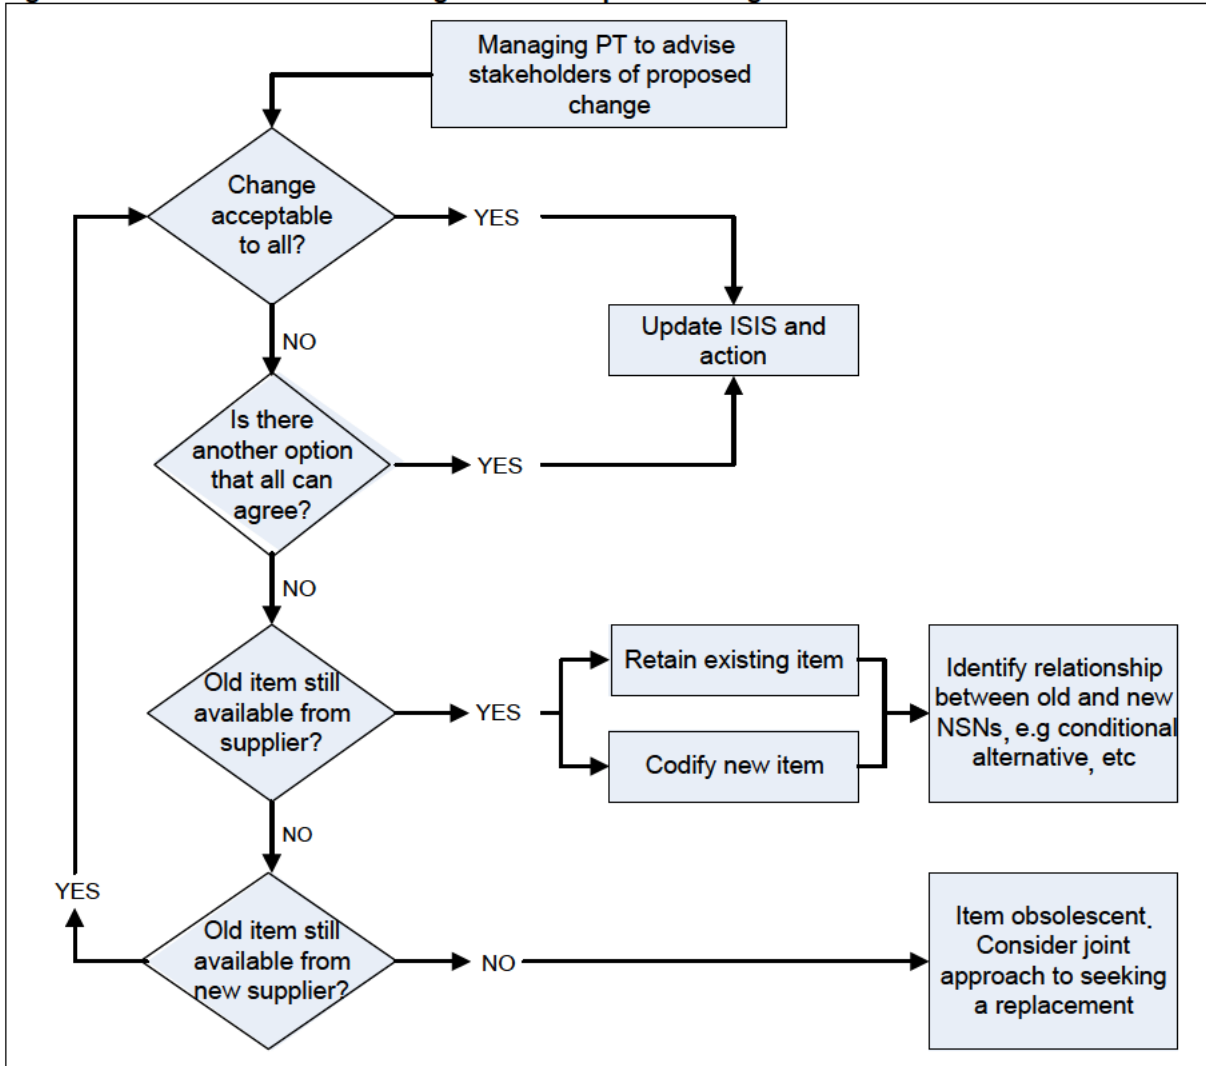 Managing PT to advise
stakeholders of proposed
change
Change
acceptable
to all?
YES
Update ISIS and
action
NO
Is there
another option
that all can
agree?
YES
NO
Old item still
available from
supplier?
YES
Retain existing item
Codify new item
Identify relationship
between old and new
NSNs, e.g conditional
alternative, etc
NO
YES
Old item still
available from
new supplier?
NO
Item obsolescent.
Consider joint
approach to seeking
a replacement